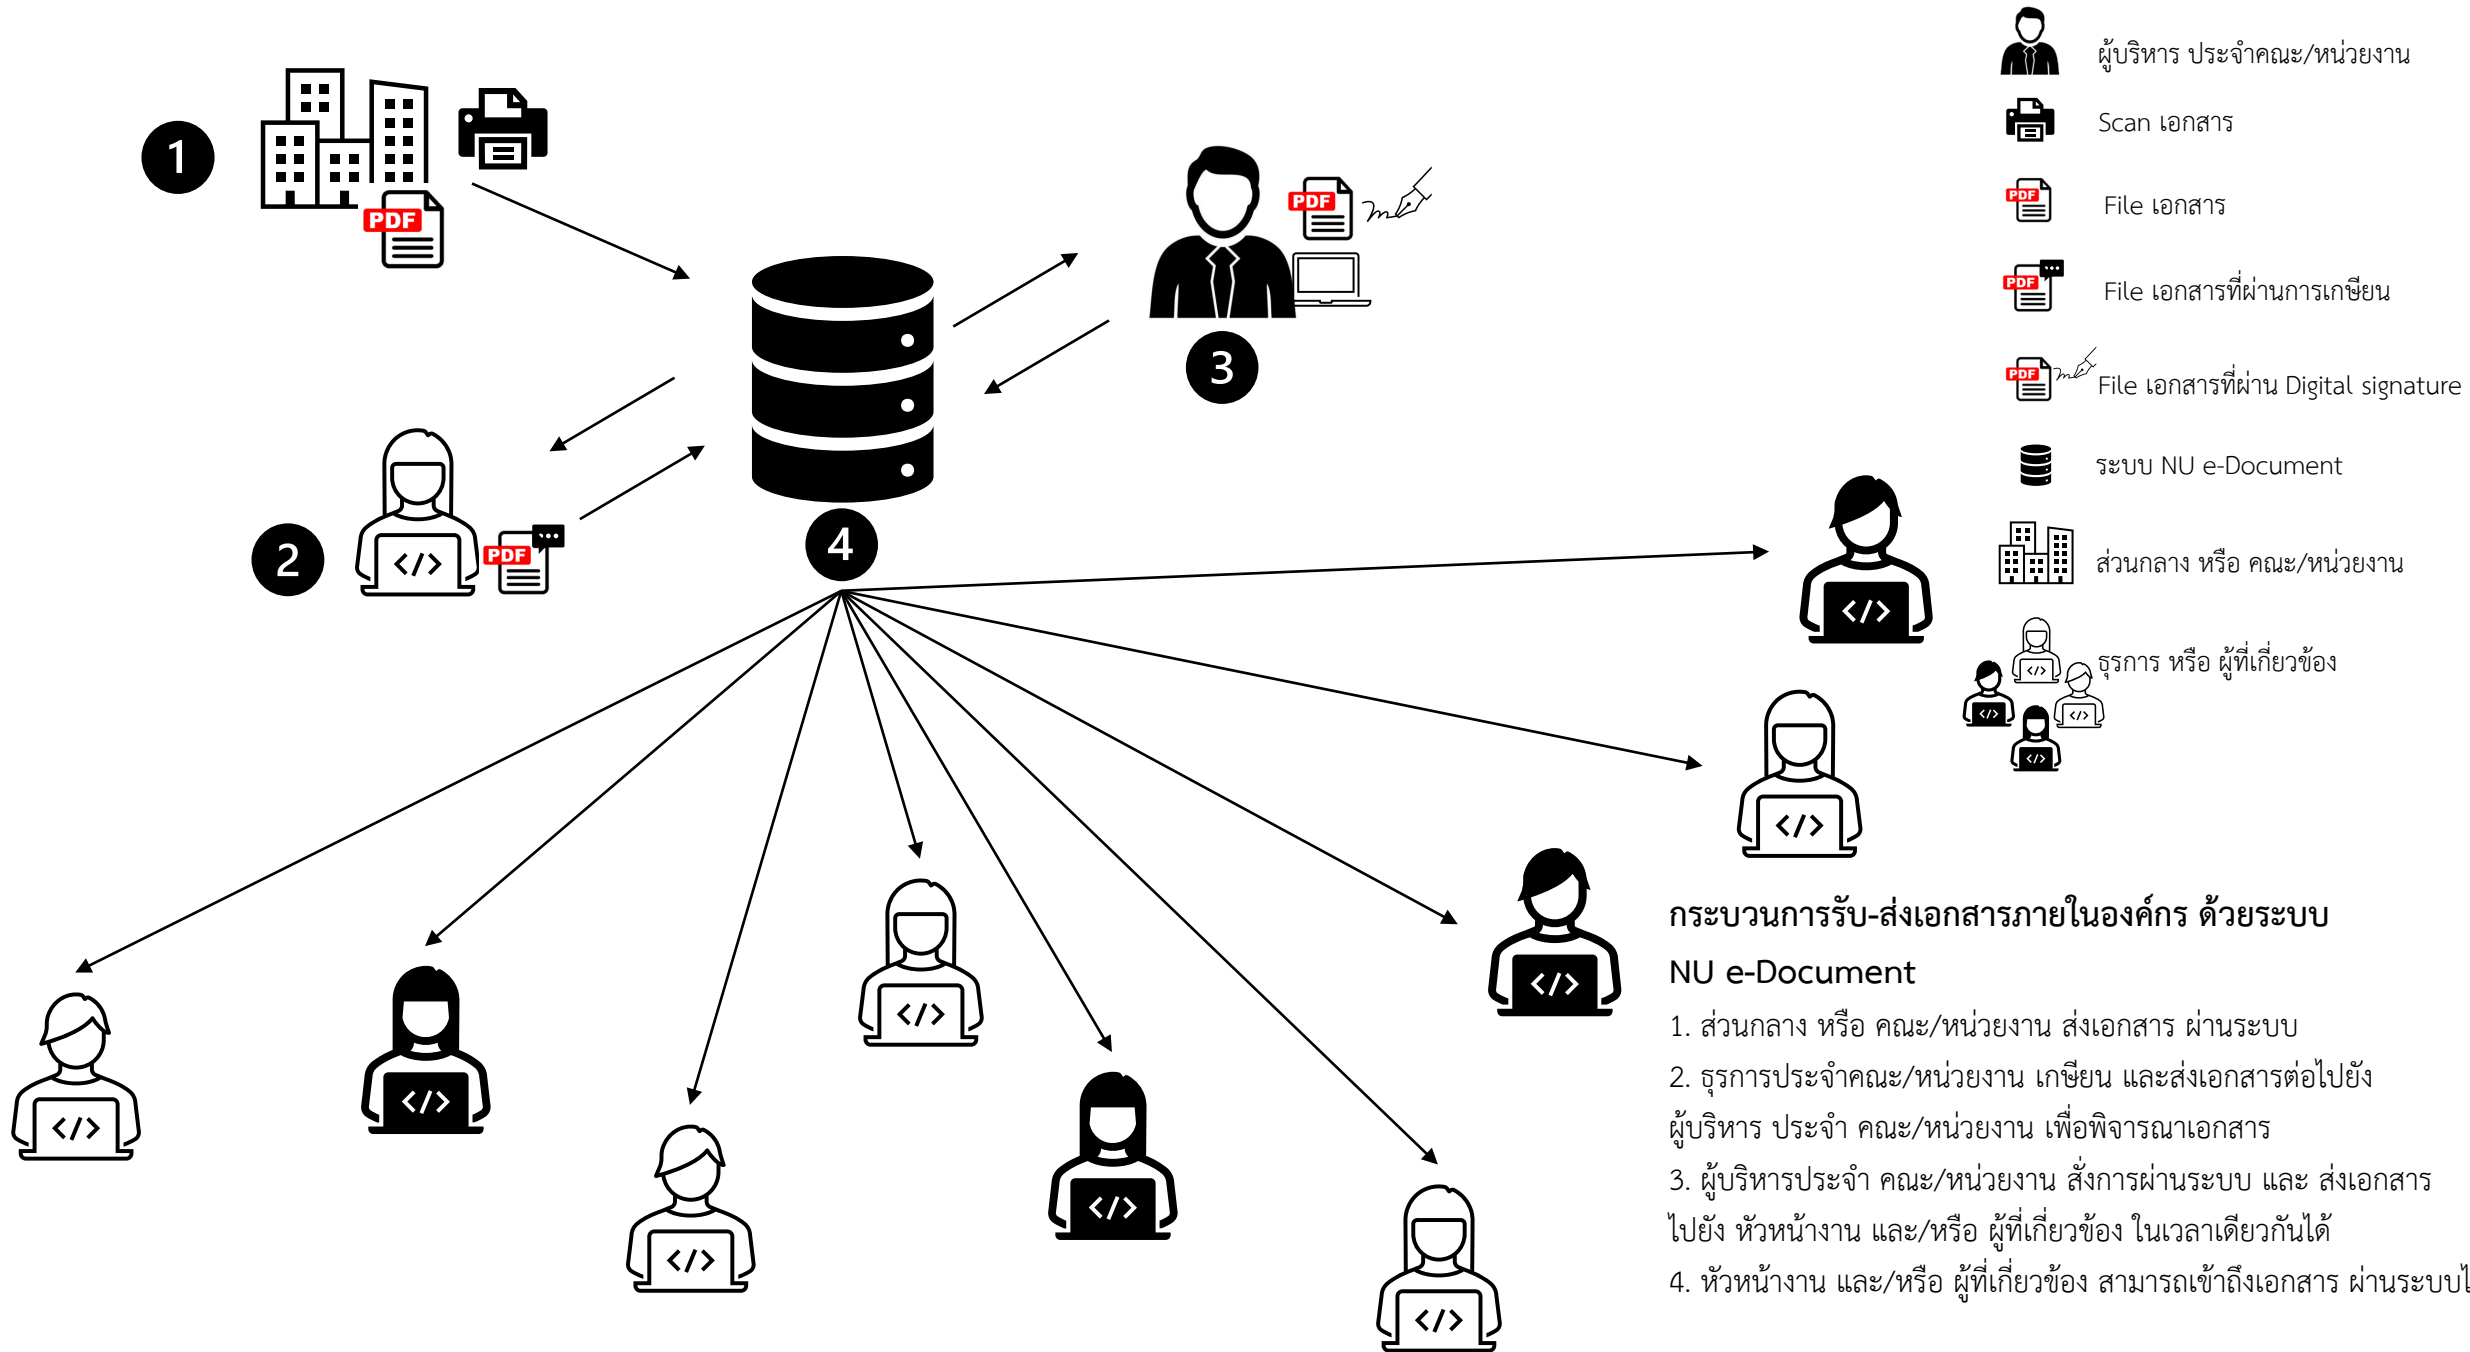 ผู้บริหาร ประจำคณะ/หน่วยงาน
Scan เอกสาร
PDF
File เอกสาร
PDF
File เอกสารที่ผ่านการเกษียน
PDF
File เอกสารที่ผ่าน Digital signature
ระบบ NU e-Document
ส่วนกลาง หรือ คณะ/หน่วยงาน
</>
ธุรการ หรือ ผู้ที่เกี่ยวข้อง
</>
</>
</>
1
PDF
PDF
3
2
</>
PDF
4
</>
</>
</>
</>
</>
</>
</>
</>
</>
กระบวนการรับ-ส่งเอกสารภายในองค์กร ด้วยระบบ
NU e-Document
1. ส่วนกลาง หรือ คณะ/หน่วยงาน ส่งเอกสาร ผ่านระบบ
2. ธุรการประจำคณะ/หน่วยงาน เกษียน และส่งเอกสารต่อไปยัง
ผู้บริหาร ประจำ คณะ/หน่วยงาน เพื่อพิจารณาเอกสาร
3. ผู้บริหารประจำ คณะ/หน่วยงาน สั่งการผ่านระบบ และ ส่งเอกสาร
ไปยัง หัวหน้างาน และ/หรือ ผู้ที่เกี่ยวข้อง ในเวลาเดียวกันได้
4. หัวหน้างาน และ/หรือ ผู้ที่เกี่ยวข้อง สามารถเข้าถึงเอกสาร ผ่านระบบ